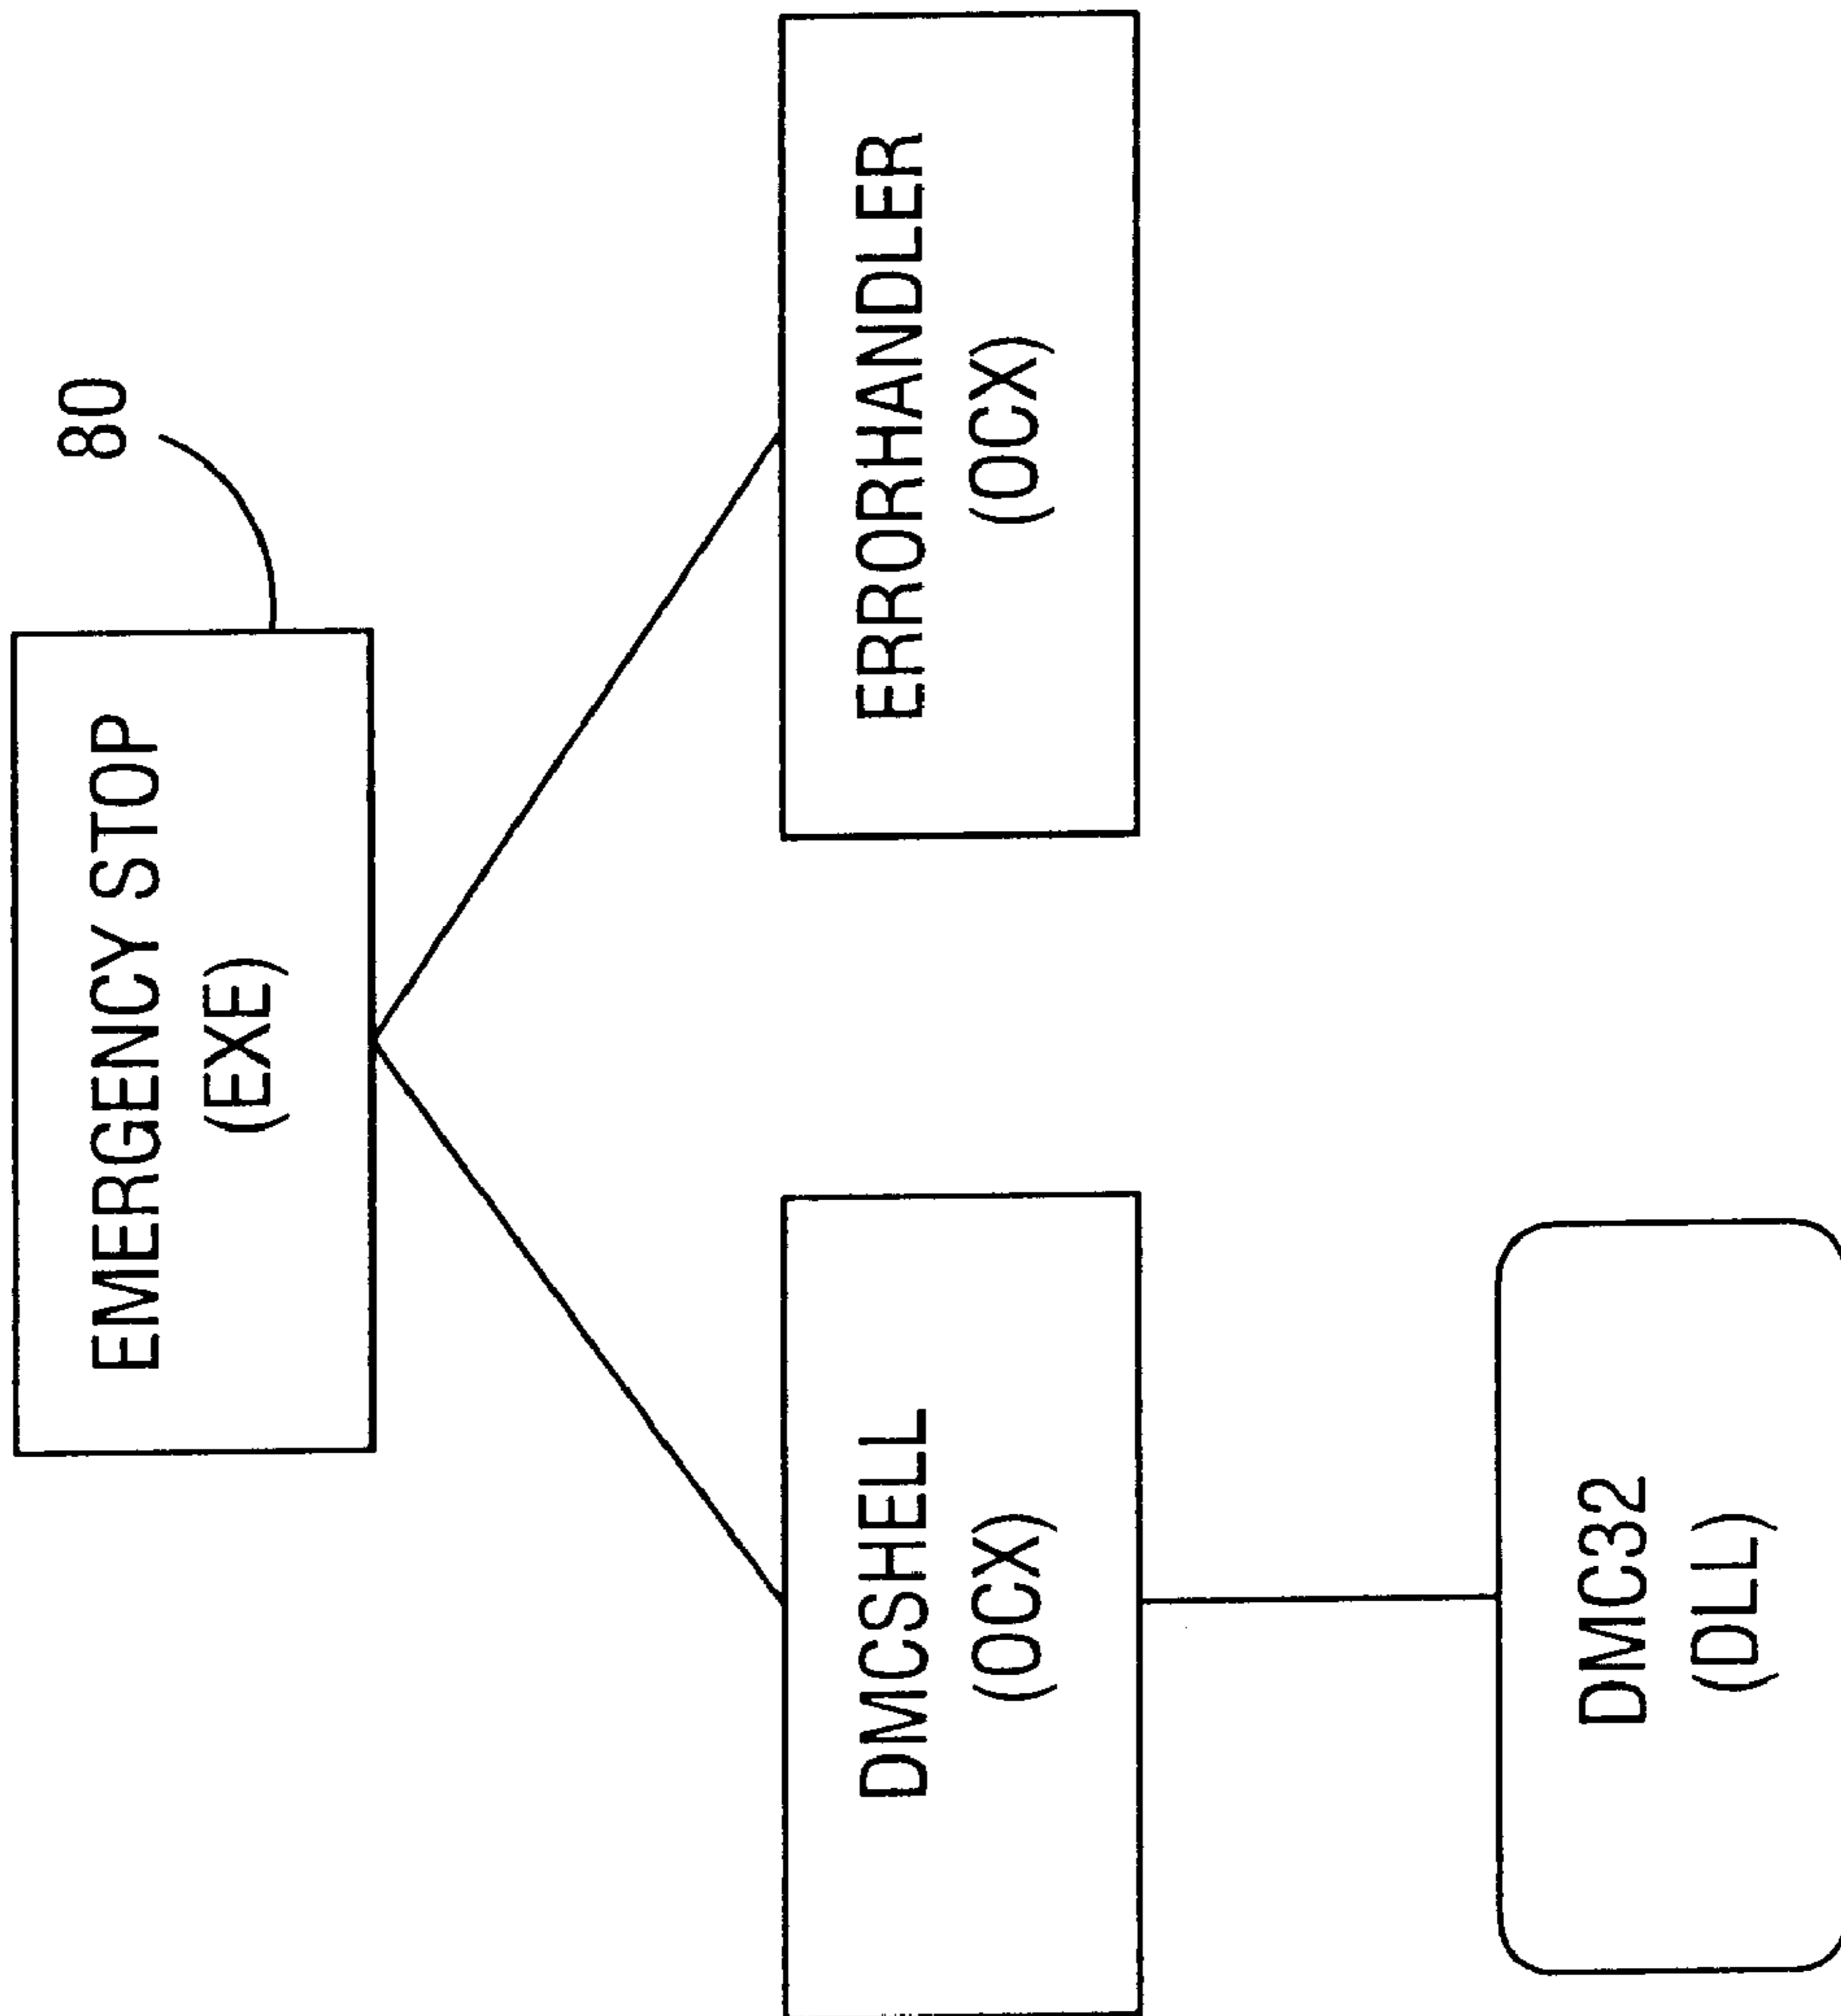 80
EMERGENCY STOP
(EXE)
DMCSHELL
(OCX)
ERRORHANDLER
(OCX)
DMC32
(DLL)